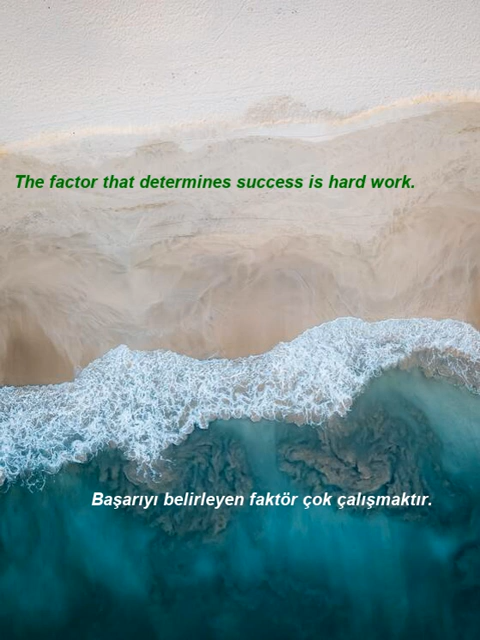 The factor that determines success is hard work.
Başarıyı belirleyen faktör çok çalışmaktır.